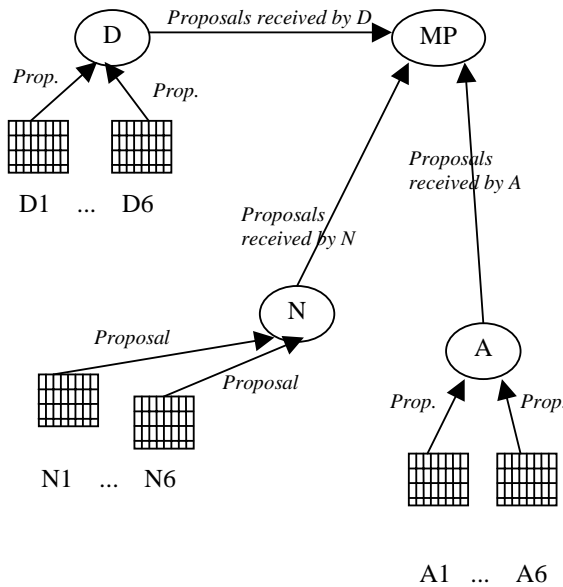 Proposals received by D
D
MP
Prop.
Prop.
D1 ... D6
Proposals
received by A
Proposals
received by N
N
Proposal
A
Proposal
Prop.
Prop.
N1 ... N6
A1 ... A6